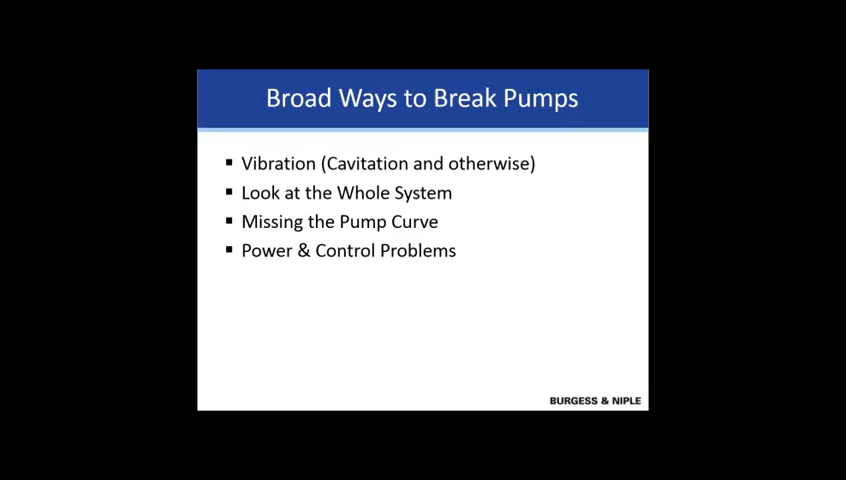 Broad Ways to Break Pumps
▪ Vibration (Cavitation and otherwise)
▪ Look at the Whole System
▪ Missing the Pump Curve
▪ Power & Control Problems
BURGESS & NIPLE